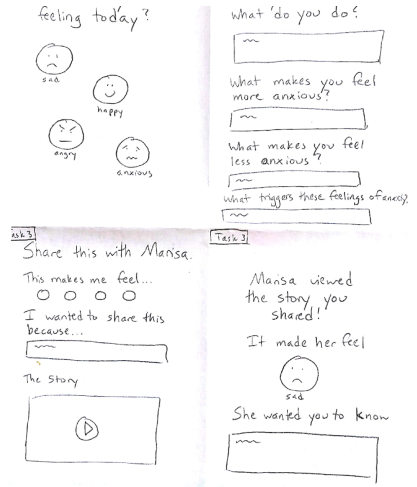 feeling today?
sad
happy
angry
anxious
What do you do?
What makes you feel
more anxious?
What makes you feel
less anxious?
What triggers these feelings of anxiety?
ask 3
Share this with Marisa.
This makes me feel...
I wanted to share this
because...
The Story
Task 3
Marisa viewed
the story you
shared!
It made her feel
sad
She wanted you to know